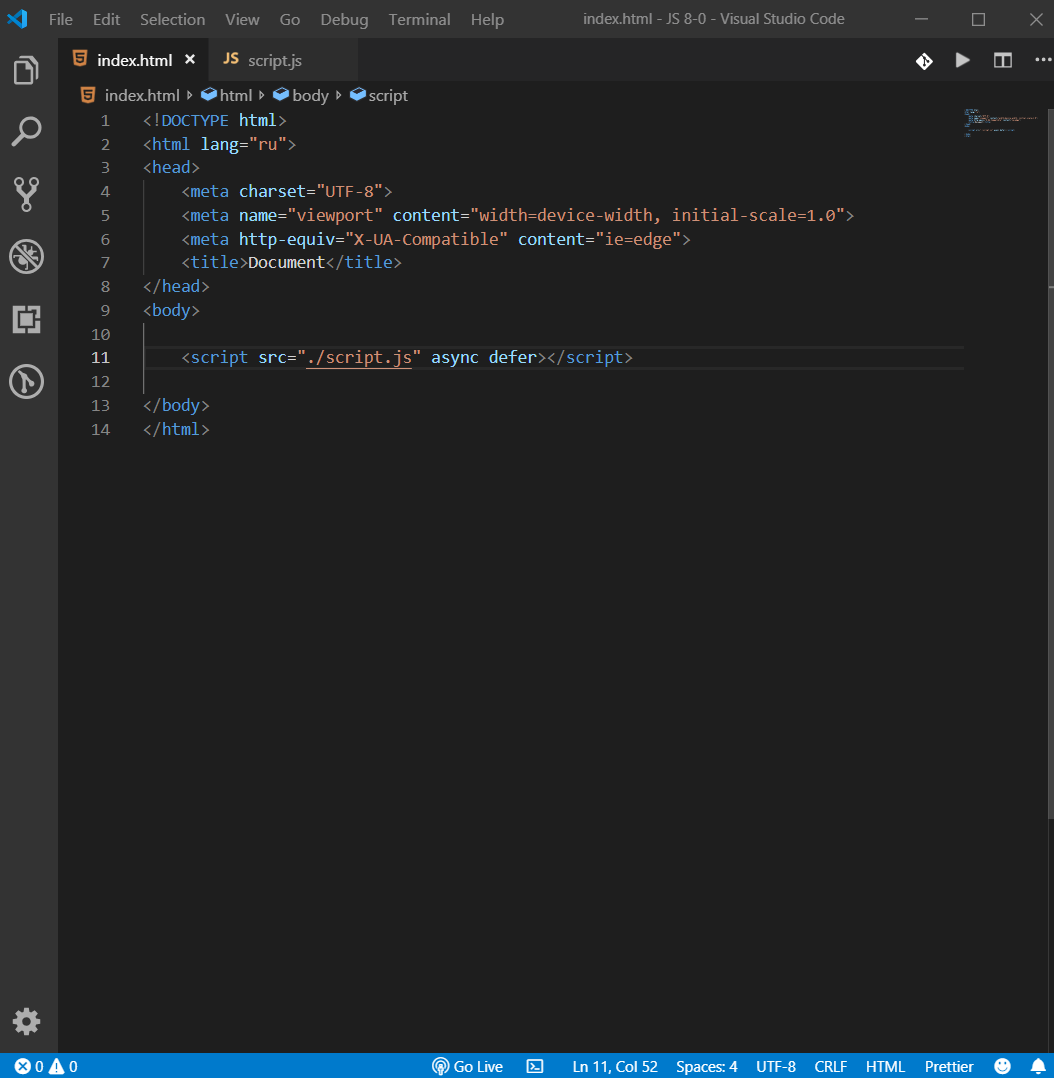 File Edit Selection View Go Debug Terminal Help index.html - JS 8-0 - Visual Studio Code
index.html × JS script.js
index.html html body script
1 <!DOCTYPE html>
2 <html lang="ru">
3 <head>
4 <meta charset="UTF-8">
5 <meta name="viewport" content="width=device-width, initial-scale=1.0">
6 <meta http-equiv="X-UA-Compatible" content="ie=edge">
7 <title>Document</title>
8 </head>
9 <body>
10
11 <script src="./script.js" async defer></script>
12
13 </body>
14 </html>
0 0 Go Live Ln 11, Col 52 Spaces: 4 UTF-8 CRLF HTML Prettier